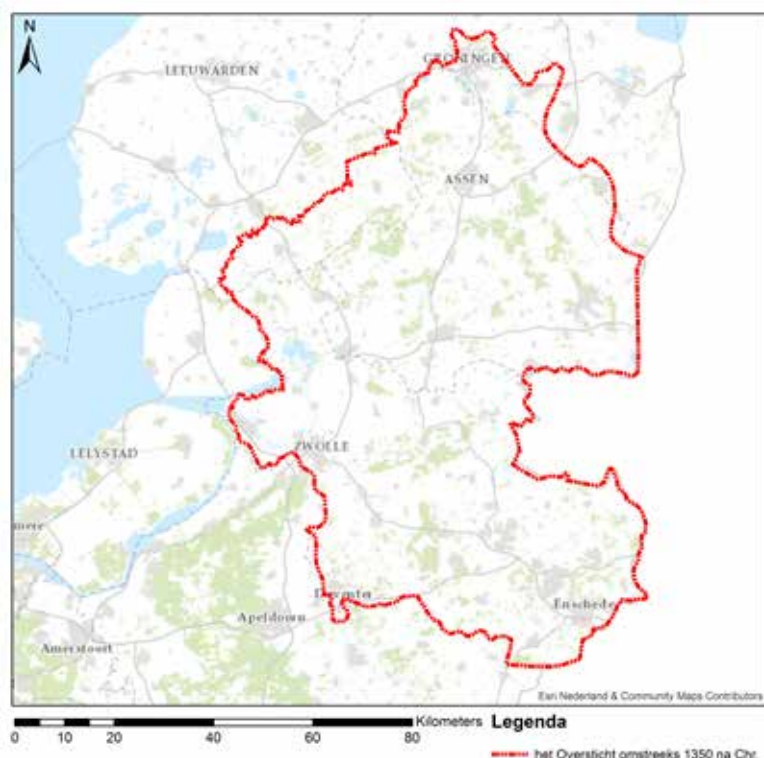 N
GRONINGEN
LEEUWARDEN
ASSEN
ZWOLLE
LELYSTAD
mere
Deventer
Apeldoorn
Enschede
Amersfoort
Esri Nederland & Community Maps Contributors
Kilometers
Legenda
0 10 20 40 60 80
het Oversticht omstreeks 1350 na Chr.